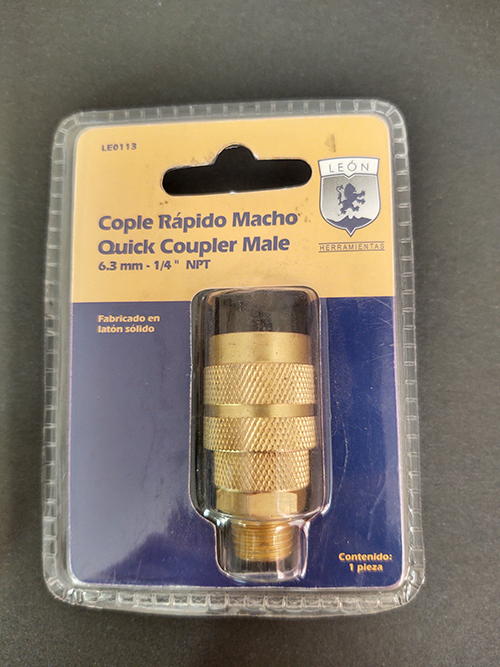 LE0113
LEÓN
HERRAMIENTAS
Cople Rápido Macho
Quick Coupler Male
6.3 mm - 1/4 " NPT
Fabricado en
latón sólido
Contenido:
1 pieza